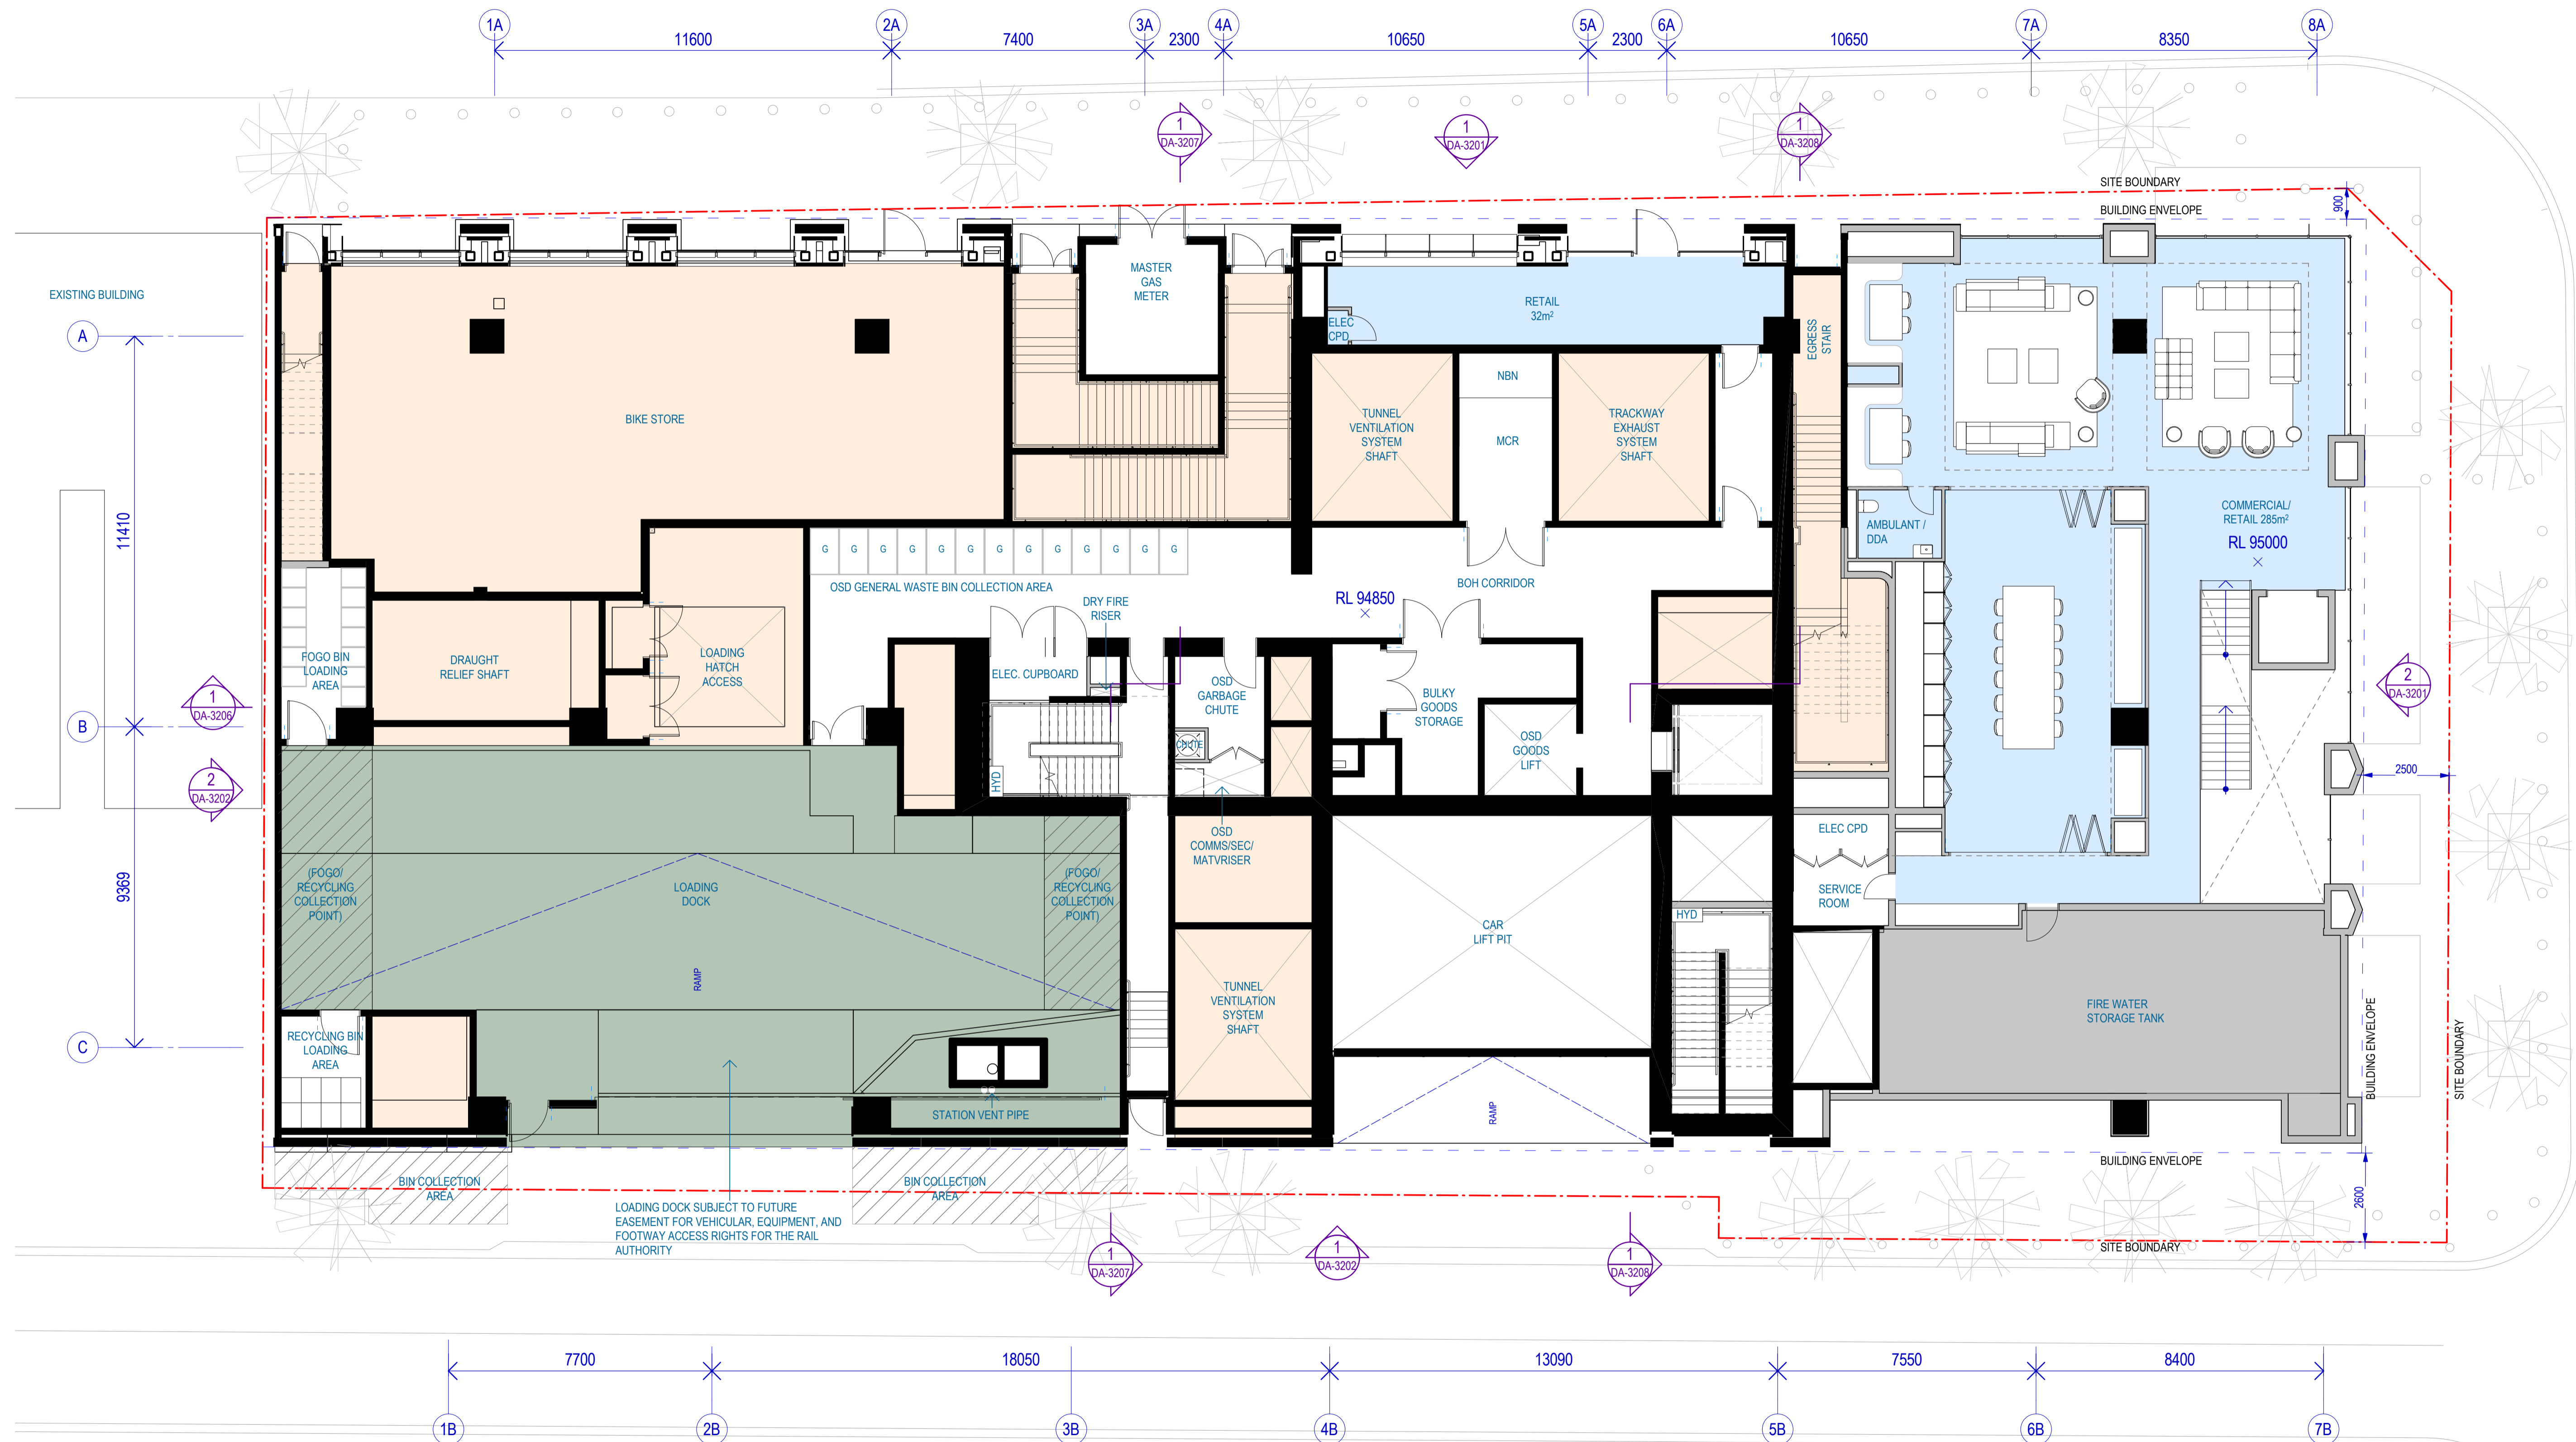 1A
2A
3A
4A
5A
6A
7A
8A
11600
7400
2300
10650
2300
10650
8350
1
DA-3207
1
DA-3201
1
DA-3208
SITE BOUNDARY
BUILDING ENVELOPE
900
EXISTING BUILDING
MASTER
GAS
METER
RETAIL
32m²
ELEC
CPD
EGRESS
STAIR
A
BIKE STORE
TUNNEL
VENTILATION
SYSTEM
SHAFT
NBN
MCR
TRACKWAY
EXHAUST
SYSTEM
SHAFT
COMMERCIAL/
RETAIL 285m²
RL 95000
AMBULANT /
DDA
11410
G G G G G G G G G G G G G
OSD GENERAL WASTE BIN COLLECTION AREA
BOH CORRIDOR
RL 94850
DRY FIRE
RISER
FOGO BIN
LOADING
AREA
DRAUGHT
RELIEF SHAFT
LOADING
HATCH
ACCESS
ELEC. CUPBOARD
OSD
GARBAGE
CHUTE
CHUTE
BULKY
GOODS
STORAGE
OSD
GOODS
LIFT
HYD
1
DA-3206
B
2
DA-3202
2
DA-3201
2500
9369
OSD
COMMS/SEC/
MATVRISER
ELEC CPD
SERVICE
ROOM
(FOGO/
RECYCLING
COLLECTION
POINT)
LOADING
DOCK
(FOGO/
RECYCLING
COLLECTION
POINT)
RAMP
CAR
LIFT PIT
HYD
TUNNEL
VENTILATION
SYSTEM
SHAFT
FIRE WATER
STORAGE TANK
BUILDING ENVELOPE
SITE BOUNDARY
C
RECYCLING BIN
LOADING
AREA
STATION VENT PIPE
RAMP
BIN COLLECTION
AREA
BIN COLLECTION
AREA
BUILDING ENVELOPE
2600
LOADING DOCK SUBJECT TO FUTURE
EASEMENT FOR VEHICULAR, EQUIPMENT, AND
FOOTWAY ACCESS RIGHTS FOR THE RAIL
AUTHORITY
SITE BOUNDARY
1
DA-3207
1
DA-3202
1
DA-3208
7700
18050
13090
7550
8400
1B
2B
3B
4B
5B
6B
7B